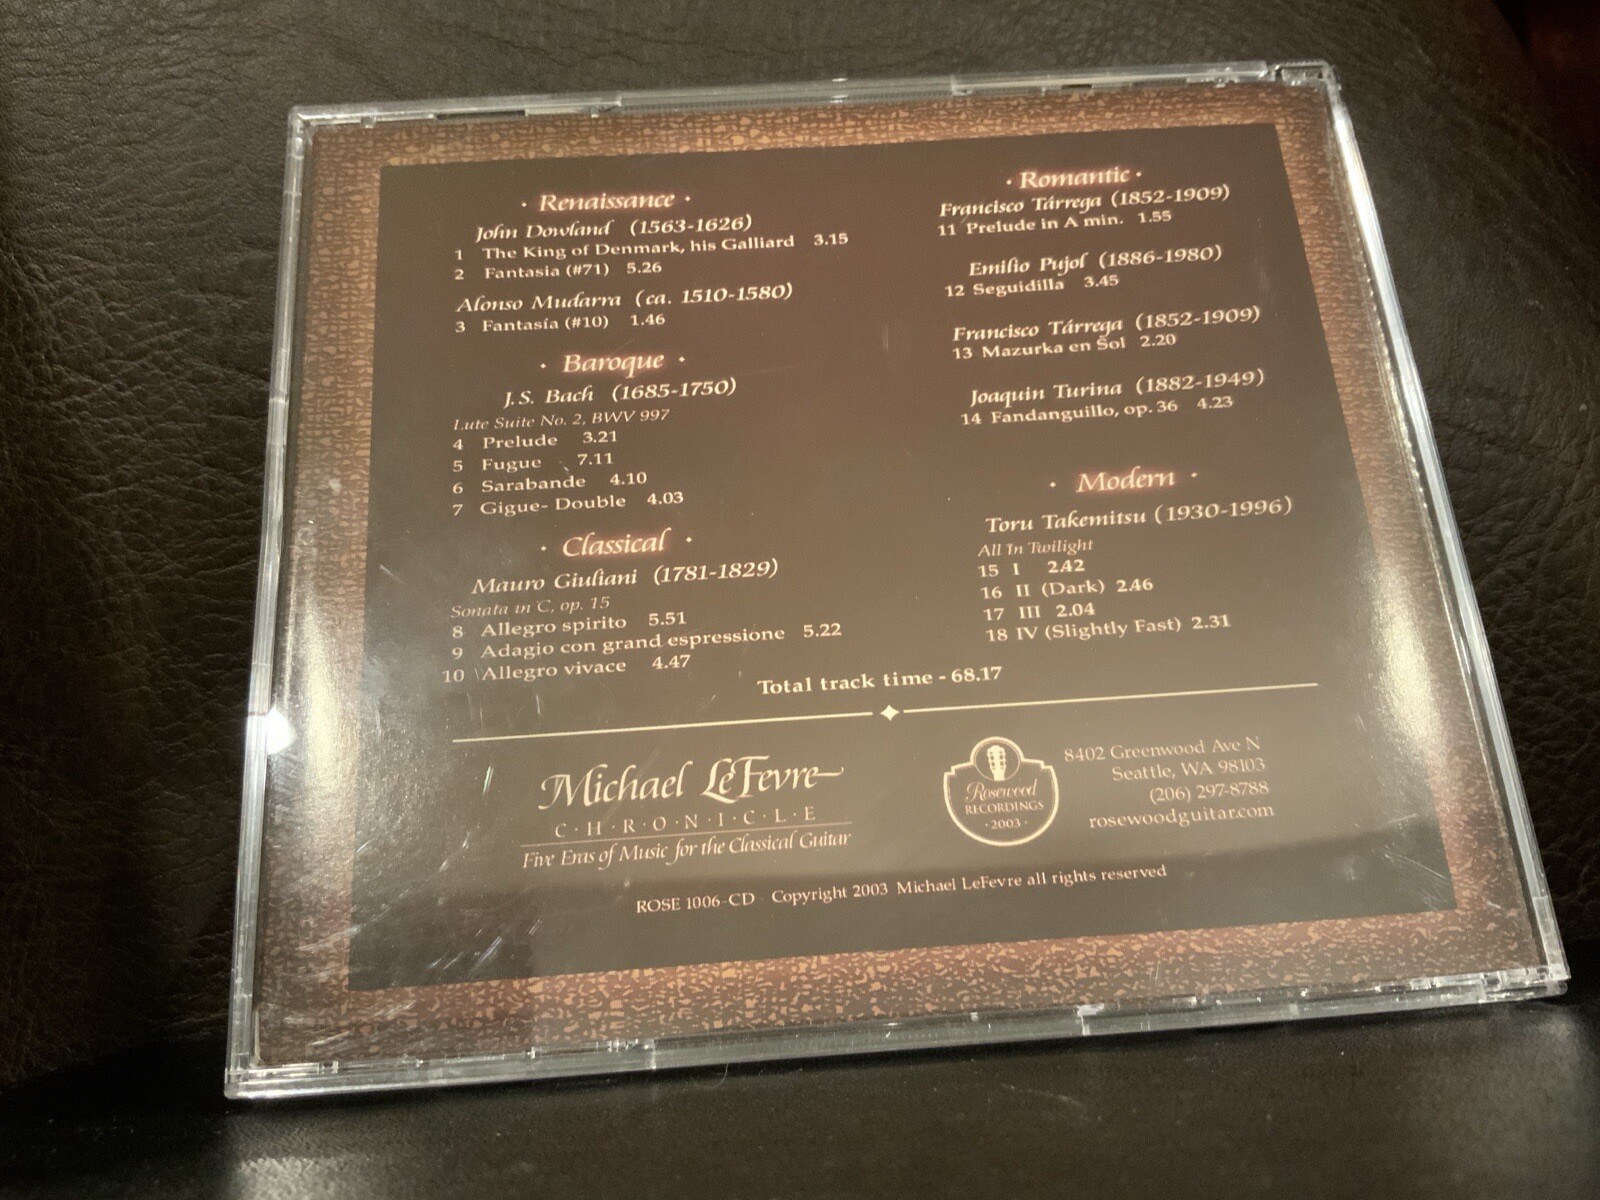 · Renaissance ·
John Dowland (1563-1626)
1 The King of Denmark, his Galliard 3.15
2 Fantasia (#71) 5.26
Alonso Mudarra (ca. 1510-1580)
3 Fantasía (#10) 1.46
· Baroque ·
J.S. Bach (1685-1750)
Lute Suite No. 2, BWV 997
4 Prelude 3.21
5 Fugue 7.11
6 Sarabande 4.10
7 Gigue- Double 4.03
· Classical ·
Mauro Giuliani (1781-1829)
Sonata in C, op. 15
8 Allegro spirito 5.51
9 Adagio con grand espressione 5.22
10 Allegro vivace 4.47
· Romantic ·
Francisco Tárrega (1852-1909)
11 Prelude in A min. 1.55
Emilio Pujol (1886-1980)
12 Seguidilla 3.45
Francisco Tárrega (1852-1909)
13 Mazurka en Sol 2.20
Joaquin Turina (1882-1949)
14 Fandanguillo, op. 36 4.23
· Modern ·
Toru Takemitsu (1930-1996)
All In Twilight
15 I 2.42
16 II (Dark) 2.46
17 III 2.04
18 IV (Slightly Fast) 2.31
Total track time - 68.17
Michael LeFevre
C·H·R·O·N·I·C·L·E
Five Eras of Music for the Classical Guitar
Rosewood
RECORDINGS
·2003·
8402 Greenwood Ave N
Seattle, WA 98103
(206) 297-8788
rosewoodguitar.com
ROSE 1006-CD Copyright 2003 Michael LeFevre all rights reserved